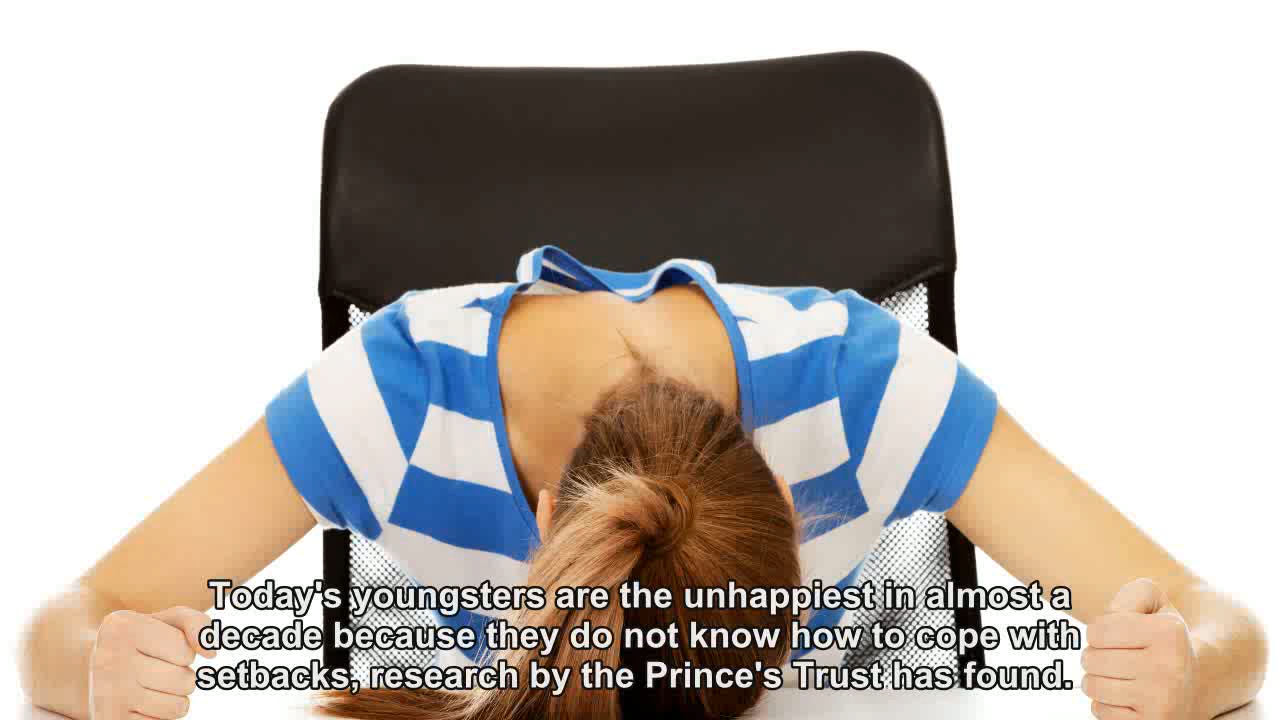 Today's youngsters are the unhappiest in almost a
decade because they do not know how to cope with
setbacks, research by the Prince's Trust has found.